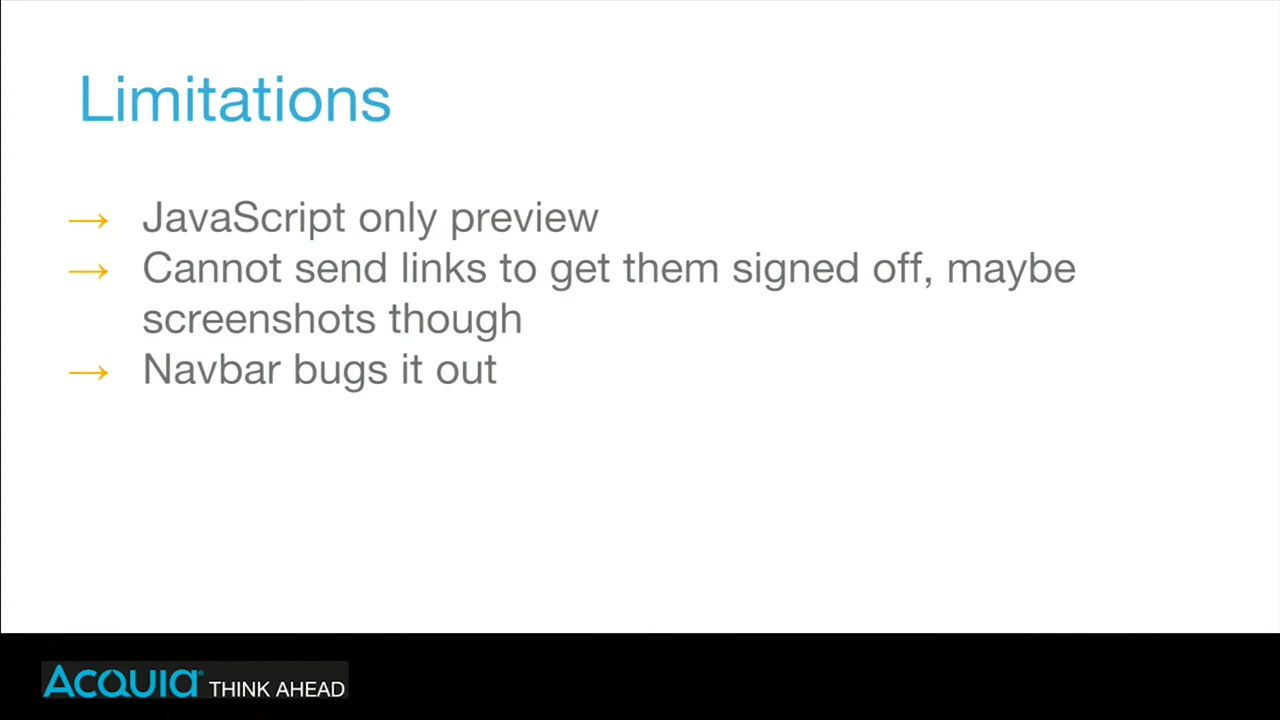 Limitations
→ JavaScript only preview
→ Cannot send links to get them signed off, maybe
screenshots though
→ Navbar bugs it out
ACQUIA® THINK AHEAD